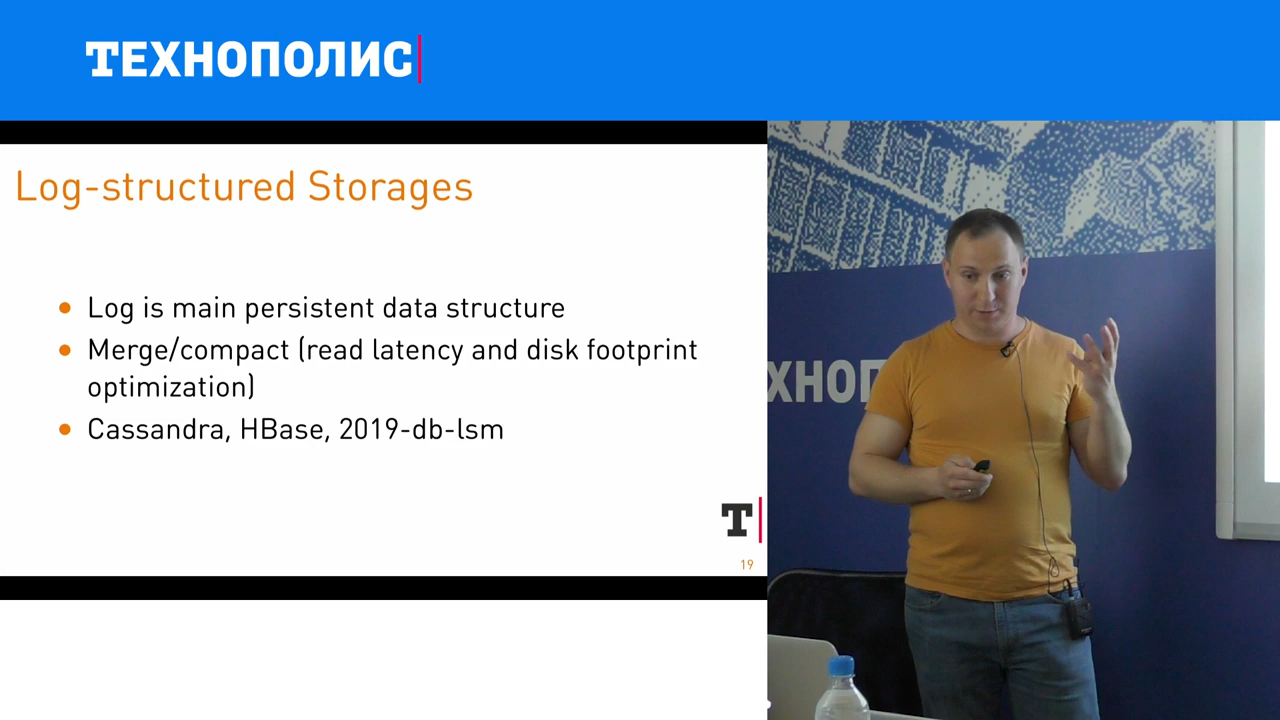 ТЕХНОПОЛИС
Log-structured Storages
• Log is main persistent data structure
• Merge/compact (read latency and disk footprint
optimization)
• Cassandra, HBase, 2019-db-lsm
Т
19
ХНОП